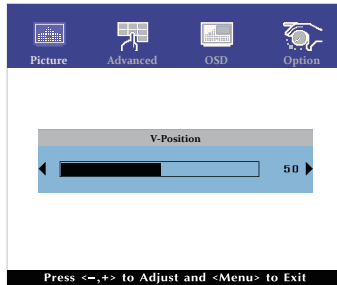 Picture Advanced OSD Option
V-Position
50
Press <–,+> to Adjust and <Menu> to Exit